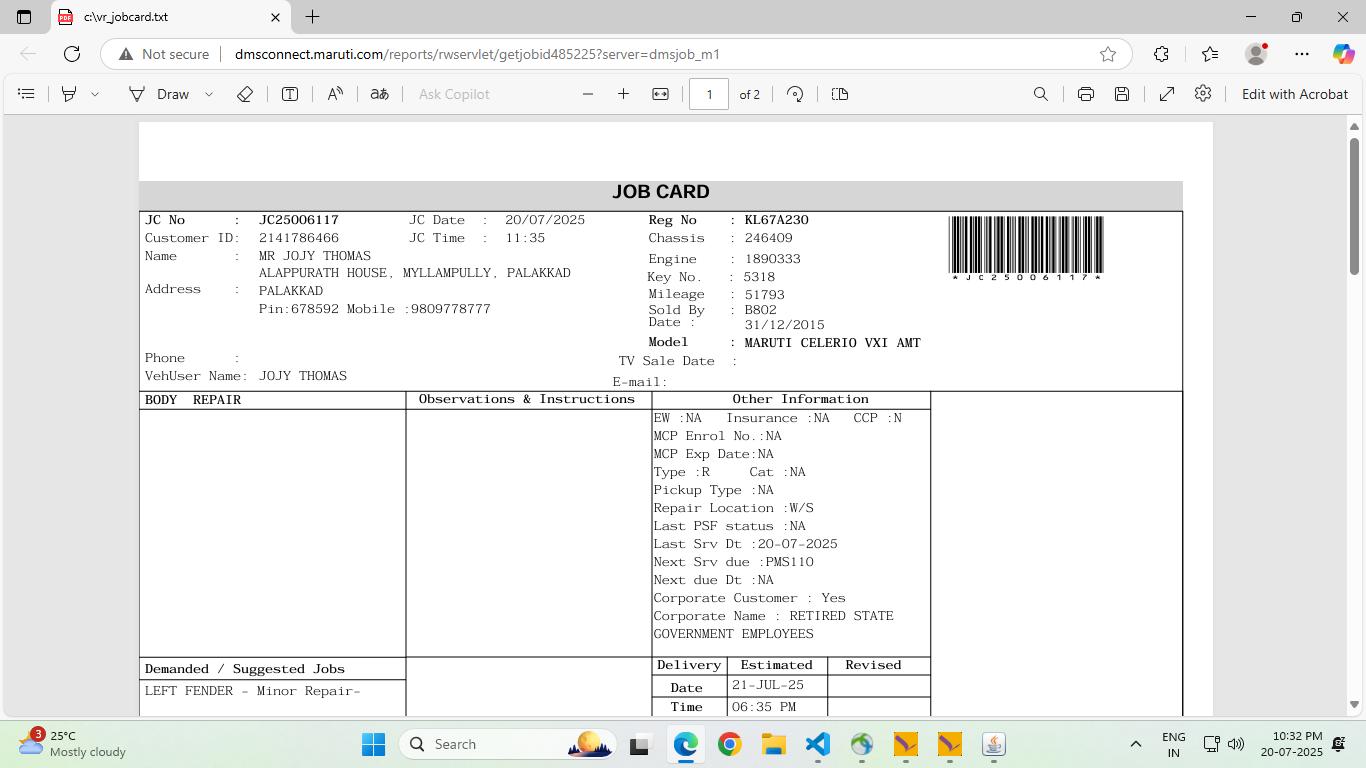 c:\vr_jobcard.txt
Not secure
dmsconnect.maruti.com/reports/rwservlet/getjobid485225?server=dmsjob_m1
Draw
Ask Copilot
1 of 2
Edit with Acrobat
JOB CARD
JC No : JC25006117 JC Date : 20/07/2025 Reg No : KL67A230
Customer ID: 2141786466 JC Time : 11:35 Chassis : 246409
Name : MR JOJY THOMAS Engine : 1890333
ALAPPURATH HOUSE, MYLLAMPULLY, PALAKKAD Key No. : 5318
Address : PALAKKAD Mileage : 51793
Pin:678592 Mobile :9809778777 Sold By : B802
Date : 31/12/2015
Model : MARUTI CELERIO VXI AMT
*JC25006117*
Phone : TV Sale Date :
VehUser Name: JOJY THOMAS E-mail:
BODY REPAIR Observations & Instructions Other Information
EW :NA Insurance :NA CCP :N
MCP Enrol No.:NA
MCP Exp Date:NA
Type :R Cat :NA
Pickup Type :NA
Repair Location :W/S
Last PSF status :NA
Last Srv Dt :20-07-2025
Next Srv due :PMS110
Next due Dt :NA
Corporate Customer : Yes
Corporate Name : RETIRED STATE
GOVERNMENT EMPLOYEES
Demanded / Suggested Jobs Delivery Estimated Revised
LEFT FENDER - Minor Repair- Date 21-JUL-25
Time 06:35 PM
3
25°C
Mostly cloudy
Search
ENG
IN
10:32 PM
20-07-2025